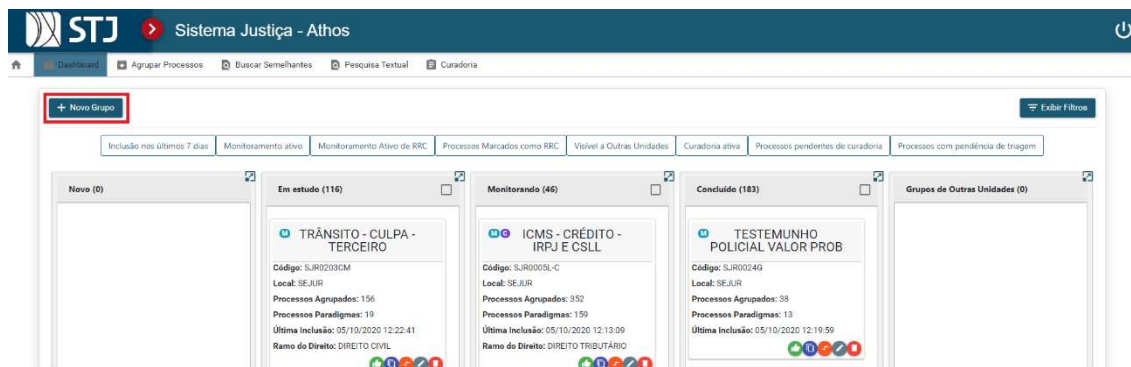 STJ
Sistema Justiça - Athos
Dashboard Agrupar Processos Buscar Semelhantes Pesquisa Textual Curadoria
+ Novo Grupo
Exibir Filtros
Inclusão nos últimos 7 dias Monitoramento ativo Monitoramento Ativo de RRC Processos Marcados como RRC Visível a Outras Unidades Curadoria ativa Processos pendentes de curadoria Processos com pendência de triagem
Novo (0)
Em estudo (116)
M TRÂNSITO - CULPA -
TERCEIRO
Código: SJR0203CM
Local: SEJUR
Processos Agrupados: 156
Processos Paradigmas: 19
Última Inclusão: 05/10/2020 12:22:41
Ramo do Direito: DIREITO CIVIL
Monitorando (46)
M C ICMS - CRÉDITO -
IRPJ E CSLL
Código: SJR0005L-C
Local: SEJUR
Processos Agrupados: 352
Processos Paradigmas: 159
Última Inclusão: 05/10/2020 12:13:09
Ramo do Direito: DIREITO TRIBUTÁRIO
Concluído (183)
M TESTEMUNHO
POLICIAL VALOR PROB
Código: SJR0024G
Local: SEJUR
Processos Agrupados: 38
Processos Paradigmas: 13
Última Inclusão: 05/10/2020 12:19:59
Grupos de Outras Unidades (0)